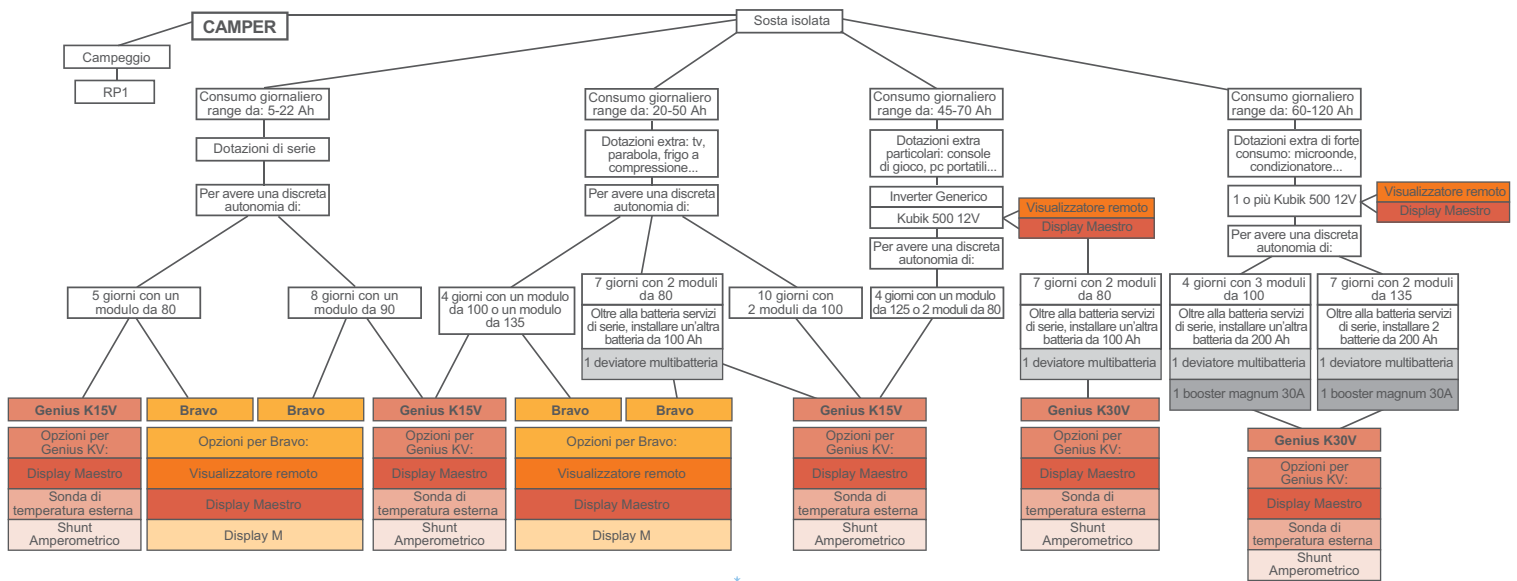 CAMPER
Sosta isolata
Campeggio
RP1
Consumo giornaliero
range da: 5-22 Ah
Dotazioni di serie
Per avere una discreta
autonomia di:
5 giorni con un
modulo da 80
8 giorni con un
modulo da 90
Consumo giornaliero
range da: 20-50 Ah
Dotazioni extra: tv,
parabola, frigo a
compressione...
Per avere una discreta
autonomia di:
4 giorni con un modulo
da 100 o un modulo
da 135
7 giorni con 2 moduli
da 80
Oltre alla batteria servizi
di serie, installare un'altra
batteria da 100 Ah
1 deviatore multibatteria
10 giorni con
2 moduli da 100
Consumo giornaliero
range da: 45-70 Ah
Dotazioni extra
particolari: console
di gioco, pc portatili...
Inverter Generico
Kubik 500 12V
Visualizzatore remoto
Display Maestro
Per avere una discreta
autonomia di:
4 giorni con un modulo
da 125 o 2 moduli da 80
7 giorni con 2 moduli
da 80
Oltre alla batteria servizi
di serie, installare un'altra
batteria da 100 Ah
1 deviatore multibatteria
Consumo giornaliero
range da: 60-120 Ah
Dotazioni extra di forte
consumo: microonde,
condizionatore...
1 o più Kubik 500 12V
Visualizzatore remoto
Display Maestro
Per avere una discreta
autonomia di:
4 giorni con 3 moduli
da 100
Oltre alla batteria servizi
di serie, installare un'altra
batteria da 200 Ah
1 deviatore multibatteria
1 booster magnum 30A
7 giorni con 2 moduli
da 135
Oltre alla batteria servizi
di serie, installare 2
batterie da 200 Ah
1 deviatore multibatteria
1 booster magnum 30A
Genius K15V
Opzioni per
Genius KV:
Display Maestro
Sonda di
temperatura esterna
Shunt
Amperometrico
Bravo
Bravo
Opzioni per Bravo:
Visualizzatore remoto
Display Maestro
Display M
Genius K15V
Opzioni per
Genius KV:
Display Maestro
Sonda di
temperatura esterna
Shunt
Amperometrico
Bravo
Bravo
Opzioni per Bravo:
Visualizzatore remoto
Display Maestro
Display M
Genius K15V
Opzioni per
Genius KV:
Display Maestro
Sonda di
temperatura esterna
Shunt
Amperometrico
Genius K30V
Opzioni per
Genius KV:
Display Maestro
Sonda di
temperatura esterna
Shunt
Amperometrico
Genius K30V
Opzioni per
Genius KV:
Display Maestro
Sonda di
temperatura esterna
Shunt
Amperometrico
*